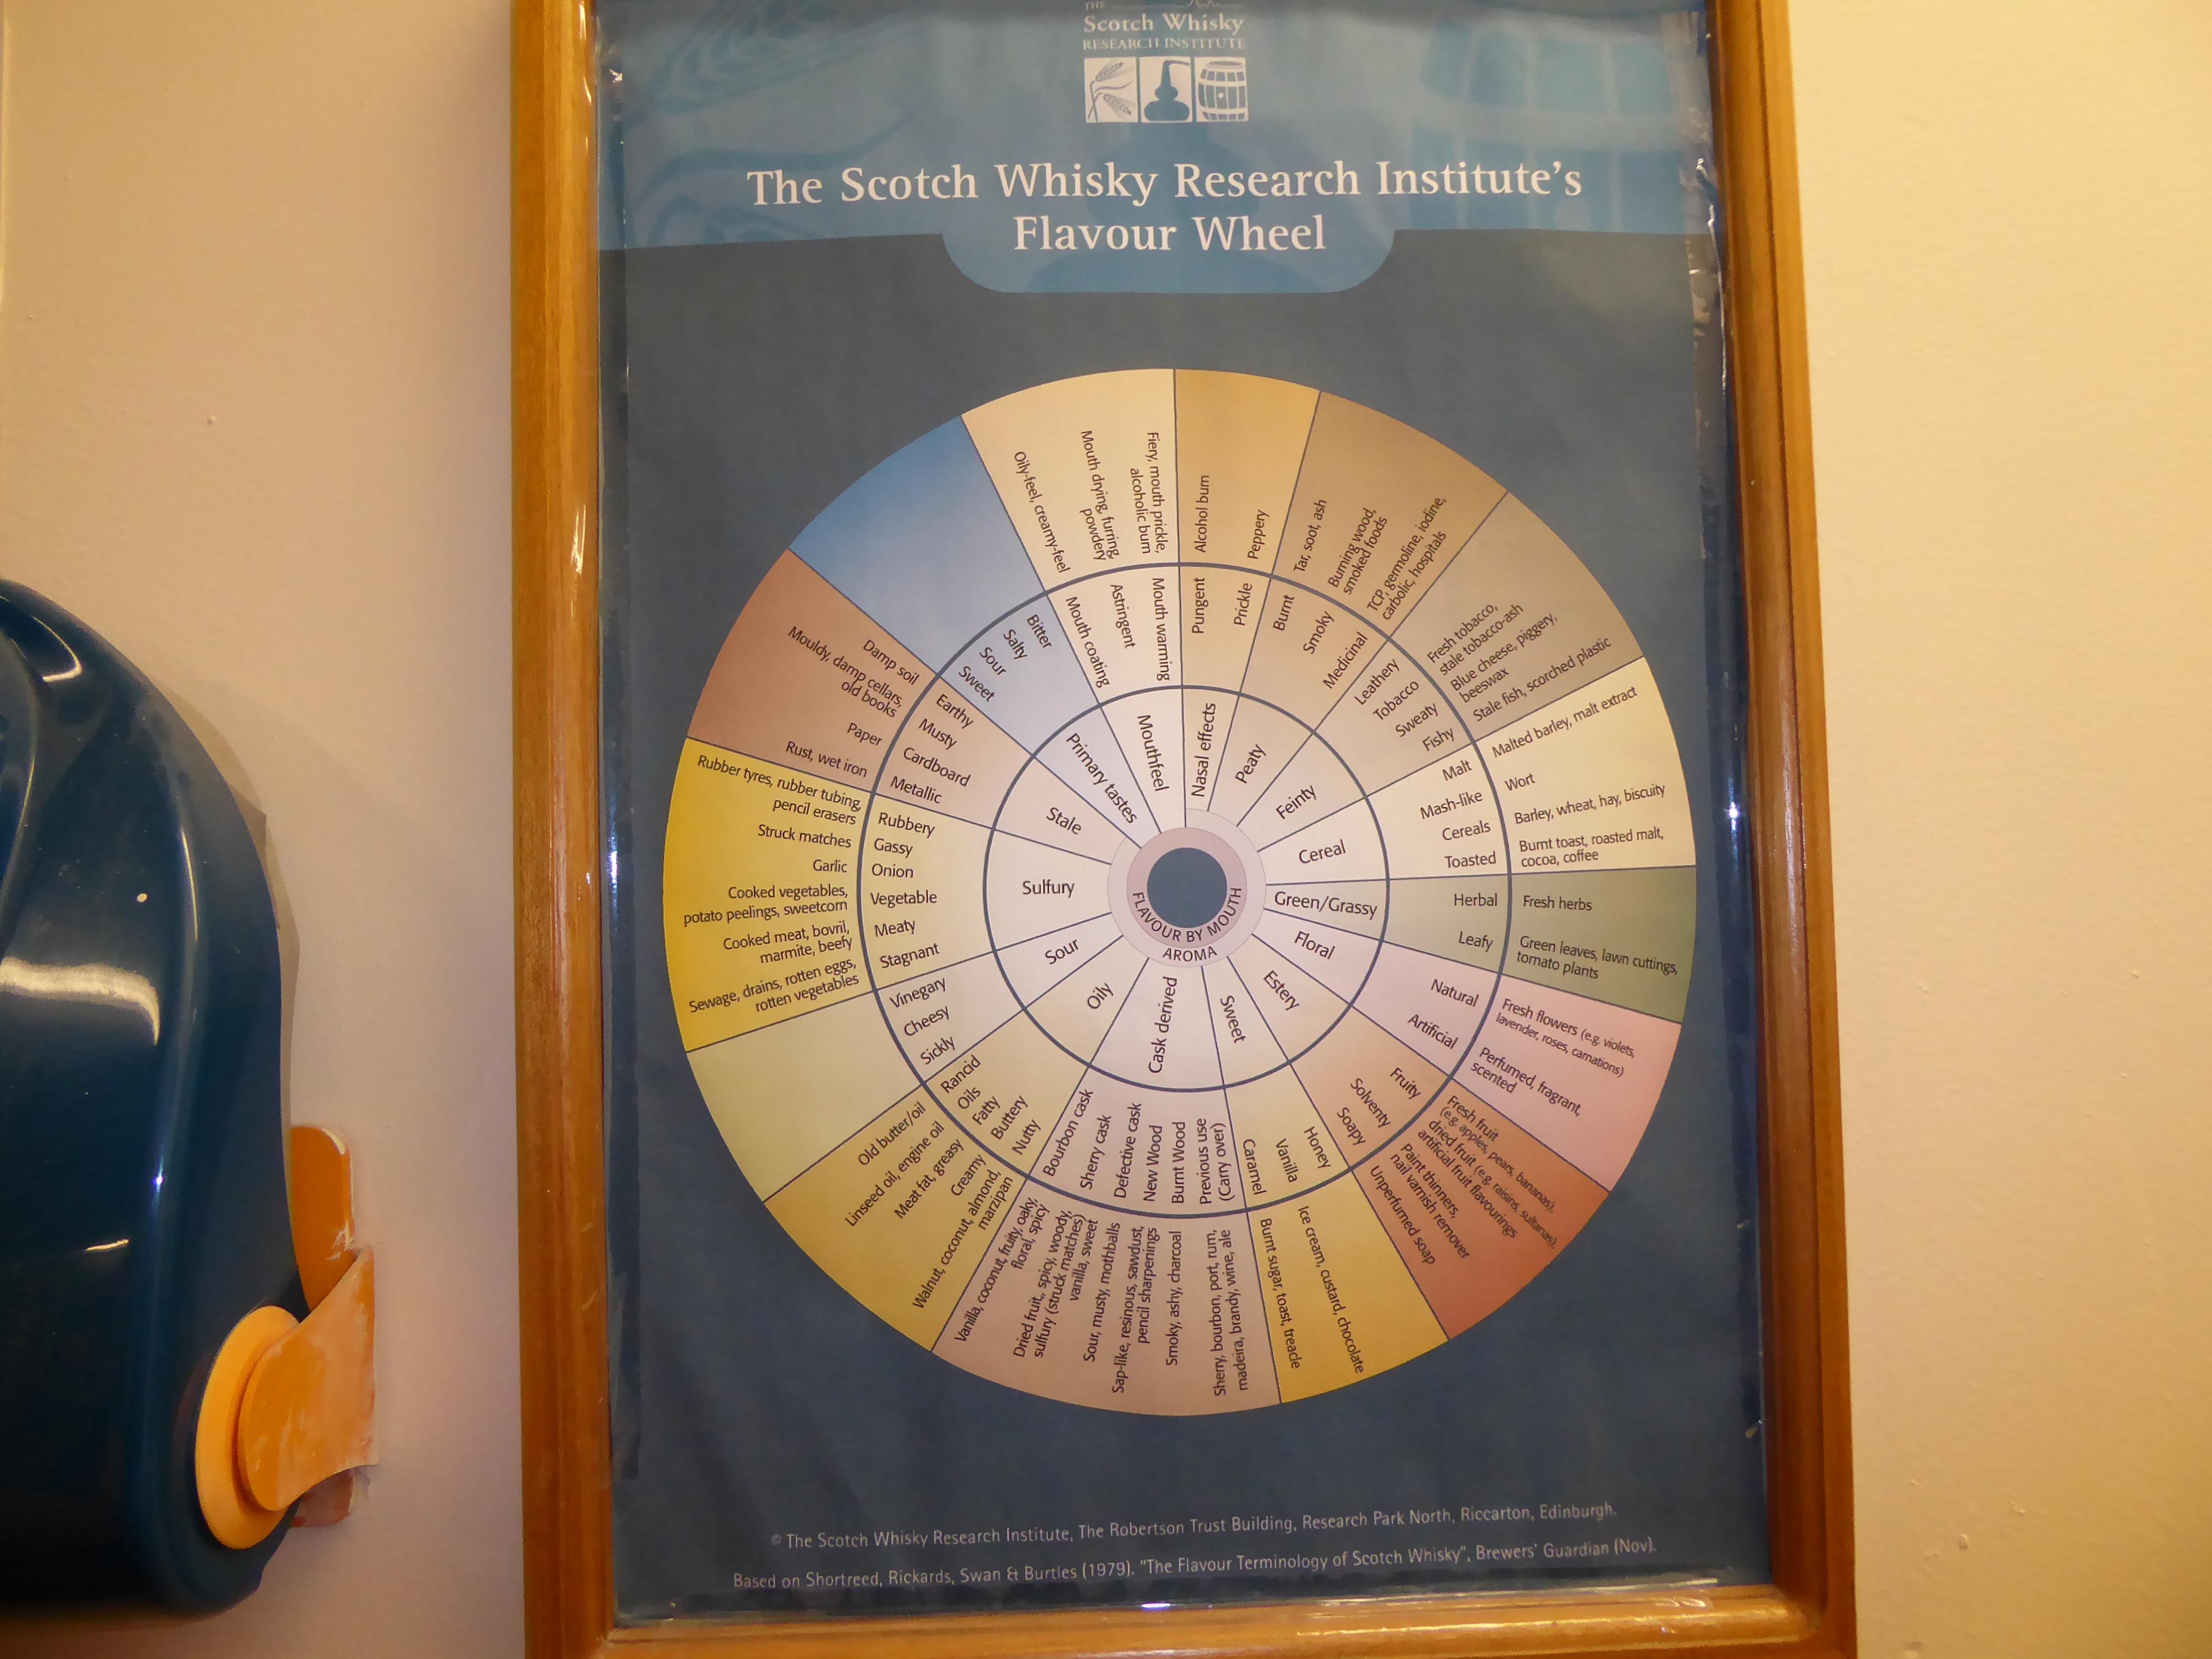 THE
Scotch Whisky
RESEARCH INSTITUTE
The Scotch Whisky Research Institute's
Flavour Wheel
FLAVOUR BY MOUTH
AROMA
Nasal effects
Pungent
Alcohol burn
Prickle
Peppery
Peaty
Burnt
Tar, soot, ash
Smoky
Burning wood,
smoked foods
Medicinal
TCP, germoline, iodine,
carbolic, hospitals
Feinty
Leathery
Tobacco
Sweaty
Fishy
Fresh tobacco,
stale tobacco-ash
Blue cheese, piggery,
beeswax
Stale fish, scorched plastic
Cereal
Malt
Malted barley, malt extract
Mash-like
Wort
Cereals
Barley, wheat, hay, biscuity
Toasted
Burnt toast, roasted malt,
cocoa, coffee
Green/Grassy
Herbal
Fresh herbs
Leafy
Green leaves, lawn cuttings,
tomato plants
Floral
Natural
Fresh flowers (e.g. violets,
lavender, roses, carnations)
Artificial
Perfumed, fragrant,
scented
Estery
Fruity
Fresh fruit
(e.g. apples, pears, bananas),
dried fruit (e.g. raisins, sultanas),
artificial fruit flavourings
Solventy
Paint thinners,
nail varnish remover
Soapy
Unperfumed soap
Sweet
Honey
Vanilla
Ice cream, custard, chocolate
Caramel
Burnt sugar, toast, treacle
Cask derived
Previous use
(Carry over)
Sherry, bourbon, port, rum,
madeira, brandy, wine, ale
Burnt Wood
Smoky, ashy, charcoal
New Wood
Sap-like, resinous, sawdust,
pencil sharpenings
Defective cask
Sour, musty, mothballs
Sherry cask
Dried fruit, spicy, woody,
sulfury (struck matches)
vanilla, sweet
Bourbon cask
Vanilla, coconut, fruity, oaky,
floral, spicy
Oily
Nutty
Walnut, coconut, almond,
marzipan
Buttery
Creamy
Fatty
Meat fat, greasy
Oils
Linseed oil, engine oil
Rancid
Old butter/oil
Sour
Sickly
Cheesy
Vinegary
Sulfury
Stagnant
Sewage, drains, rotten eggs,
rotten vegetables
Meaty
Cooked meat, bovril,
marmite, beefy
Vegetable
Cooked vegetables,
potato peelings, sweetcorn
Onion
Garlic
Gassy
Struck matches
Rubbery
Rubber tyres, rubber tubing,
pencil erasers
Stale
Metallic
Rust, wet iron
Cardboard
Paper
Musty
Mouldy, damp cellars,
old books
Earthy
Damp soil
Primary tastes
Sweet
Sour
Salty
Bitter
Mouthfeel
Mouth coating
Oily-feel, creamy-feel
Astringent
Mouth drying, furring,
powdery
Mouth warming
Fiery, mouth prickle,
alcoholic burn
© The Scotch Whisky Research Institute, The Robertson Trust Building, Research Park North, Riccarton, Edinburgh.
Based on Shortreed, Rickards, Swan & Burtles (1979). "The Flavour Terminology of Scotch Whisky", Brewers' Guardian (Nov).